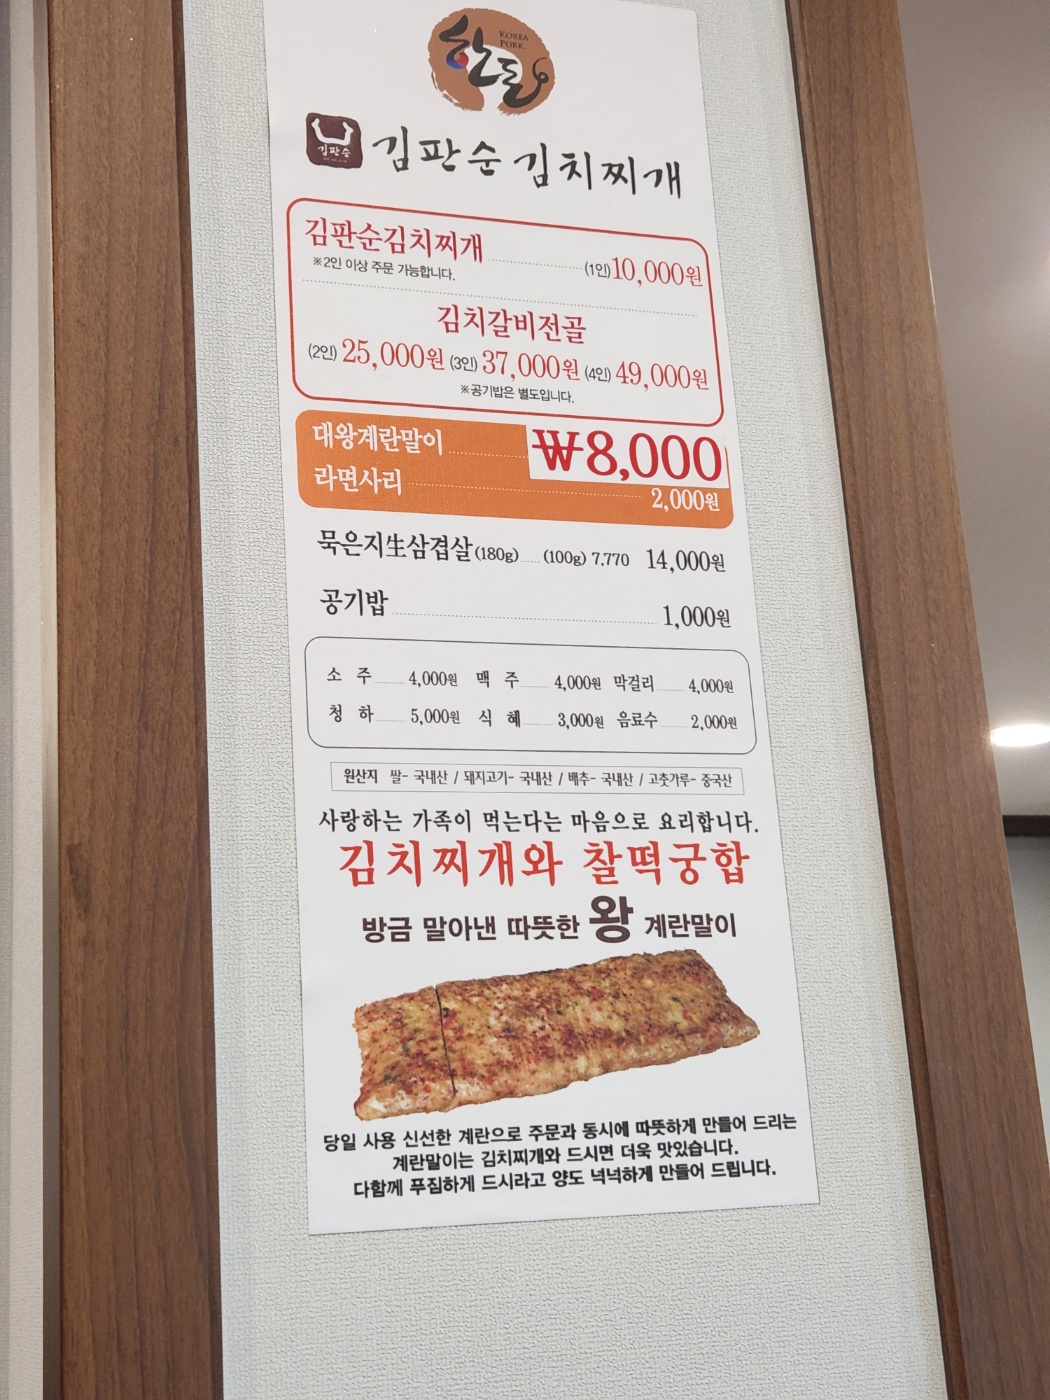 한돈
KOREA
PORK
김판순
김판순 김치찌개
김판순김치찌개 (1인)10,000원
※2인 이상 주문 가능합니다.
김치갈비전골
(2인) 25,000원 (3인) 37,000원 (4인) 49,000원
※공기밥은 별도입니다.
대왕계란말이 ₩8,000
라면사리 2,000원
묵은지生삼겹살(180g) (100g) 7.770 14,000원
공기밥 1,000원
소 주 4,000원 맥 주 4,000원 막걸리 4,000원
청 하 5,000원 식 혜 3,000원 음료수 2,000원
원산지 쌀- 국내산 / 돼지고기- 국내산 / 배추- 국내산 / 고춧가루- 중국산
사랑하는 가족이 먹는다는 마음으로 요리합니다.
김치찌개와 찰떡궁합
방금 말아낸 따뜻한 왕 계란말이
당일 사용 신선한 계란으로 주문과 동시에 따뜻하게 만들어 드리는
계란말이는 김치찌개와 드시면 더욱 맛있습니다.
다함께 푸짐하게 드시라고 양도 넉넉하게 만들어 드립니다.